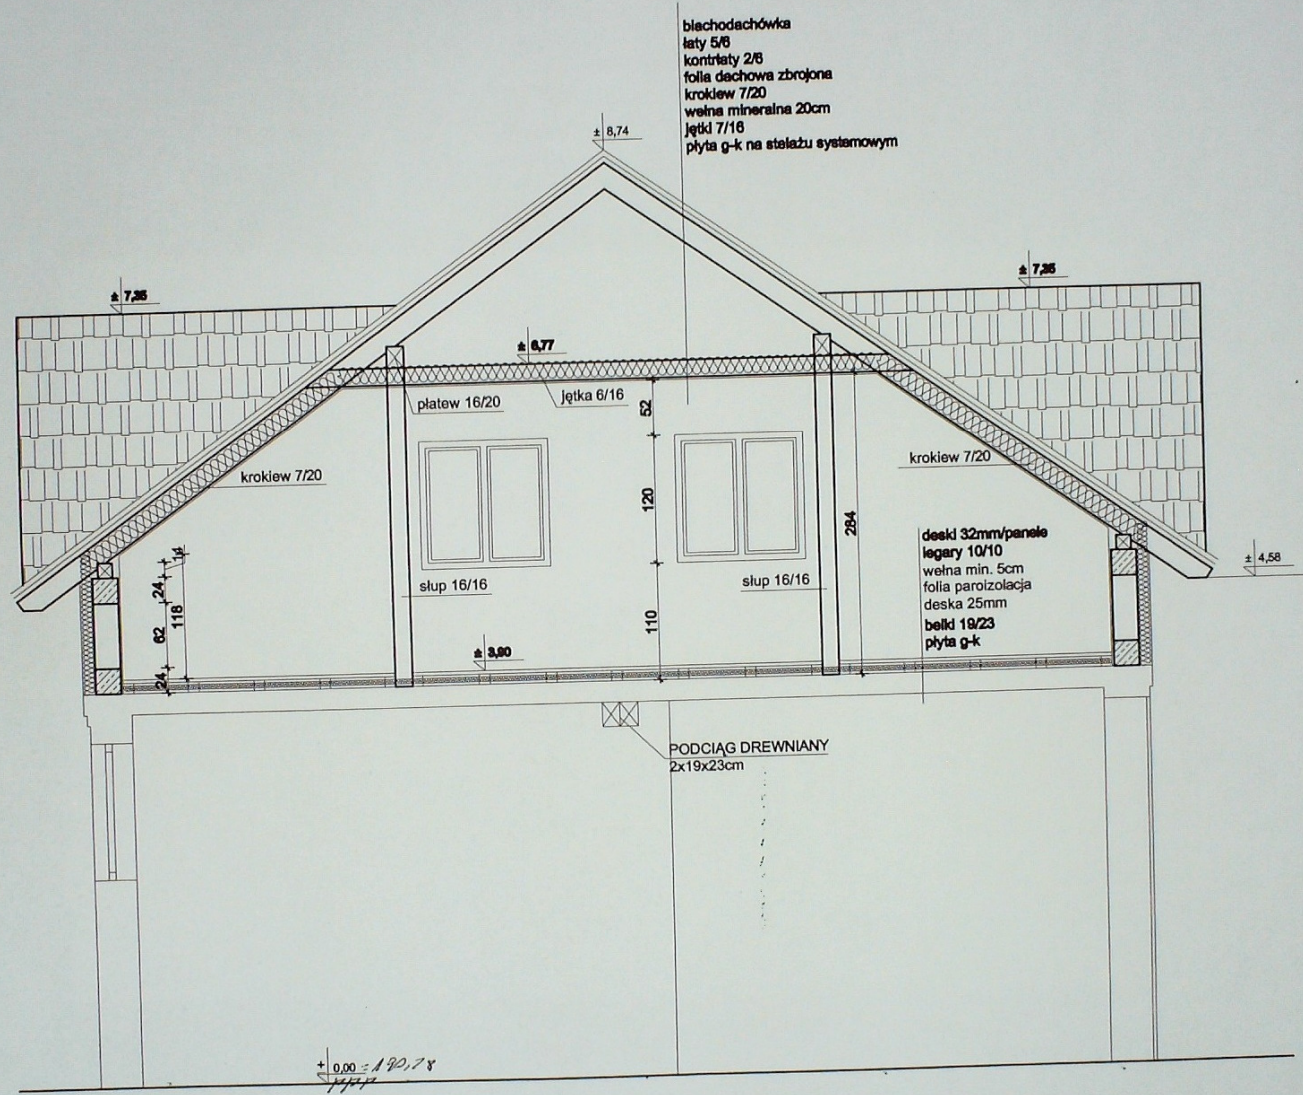 blachodachówka
łaty 5/6
kontrłaty 2/6
folia dachowa zbrojona
krokiew 7/20
wełna mineralna 20cm
jętki 7/16
płyta g-k na stelażu systemowym
± 8,74
± 7,35
± 7,35
± 6,77
płatew 16/20
jętka 6/16
52
krokiew 7/20
krokiew 7/20
120
284
deski 32mm/panele
legary 10/10
wełna min. 5cm
folia paroizolacja
deska 25mm
belki 19/23
płyta g-k
± 4,58
14
24
118
62
24
słup 16/16
słup 16/16
110
± 3,90
PODCIĄG DREWNIANY
2x19x23cm
+ 0,00 = 190,28